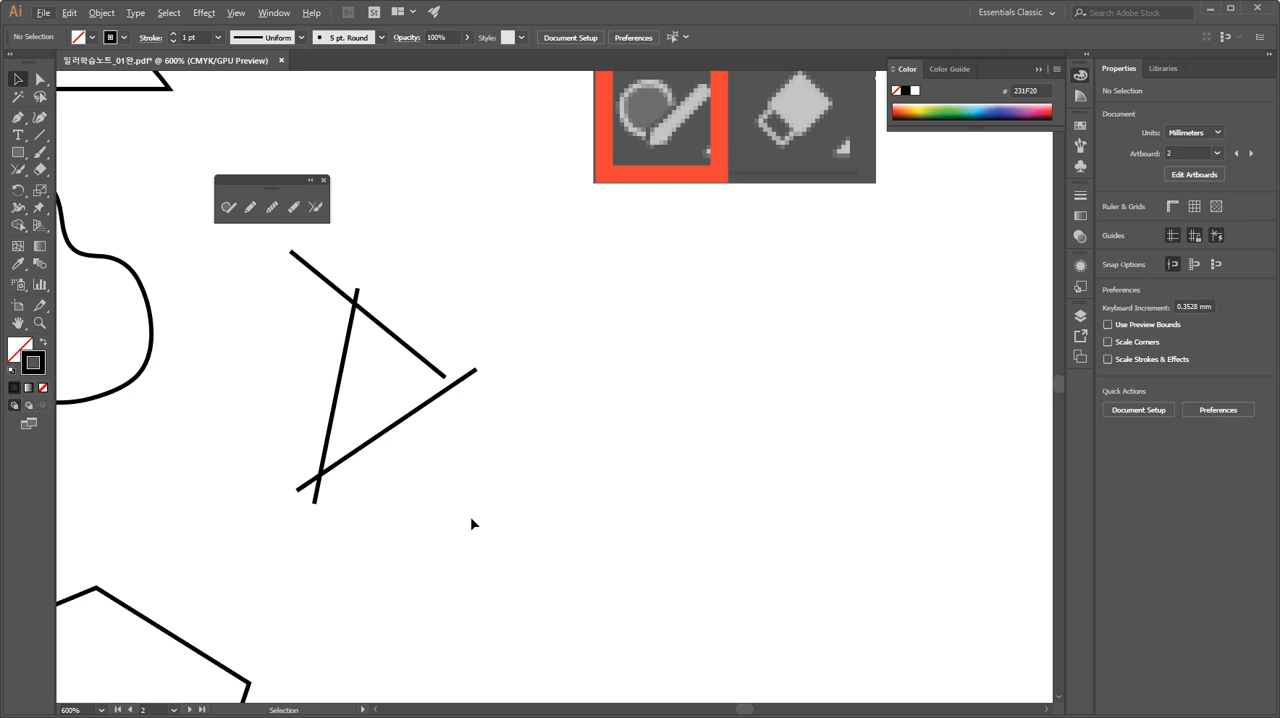 Ai File Edit Object Type Select Effect View Window Help Br St Essentials Classic Search Adobe Stock
No Selection Stroke: 1 pt Uniform 5 pt. Round Opacity: 100% Style: Document Setup Preferences
일러학습노트_01완.pdf* @ 600% (CMYK/GPU Preview)
Color Color Guide
# 231F20
Properties Libraries
No Selection
Document
Units: Millimeters
Artboard: 2
Edit Artboards
Ruler & Grids
Guides
Snap Options
Preferences
Keyboard Increment: 0.3528 mm
Use Preview Bounds
Scale Corners
Scale Strokes & Effects
Quick Actions
Document Setup Preferences
600% 2 Selection